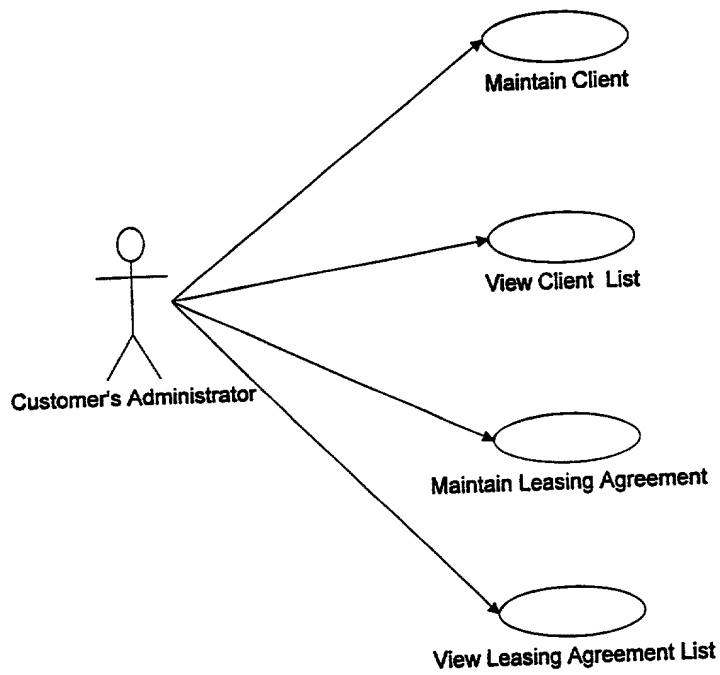 Maintain Client
View Client List
Customer's Administrator
Maintain Leasing Agreement
View Leasing Agreement List